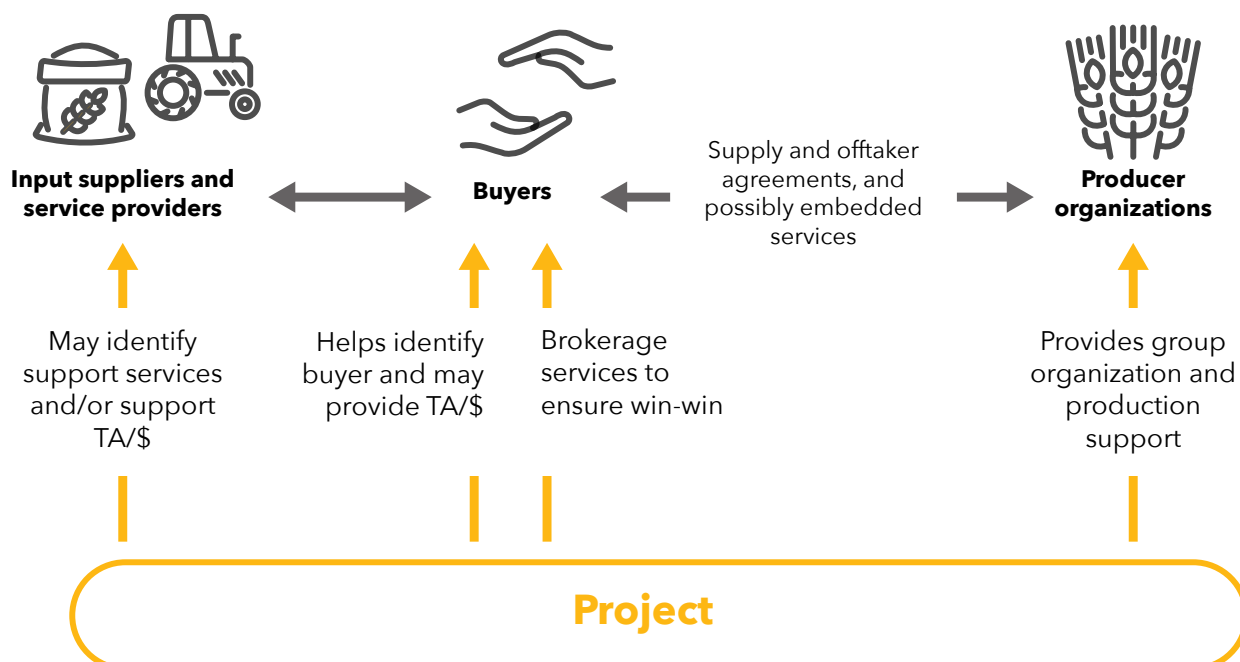 Input suppliers and
service providers
Buyers
Supply and offtaker
agreements, and
possibly embedded
services
Producer
organizations
May identify
support services
and/or support
TA/$
Helps identify
buyer and may
provide TA/$
Brokerage
services to
ensure win-win
Provides group
organization and
production
support
Project